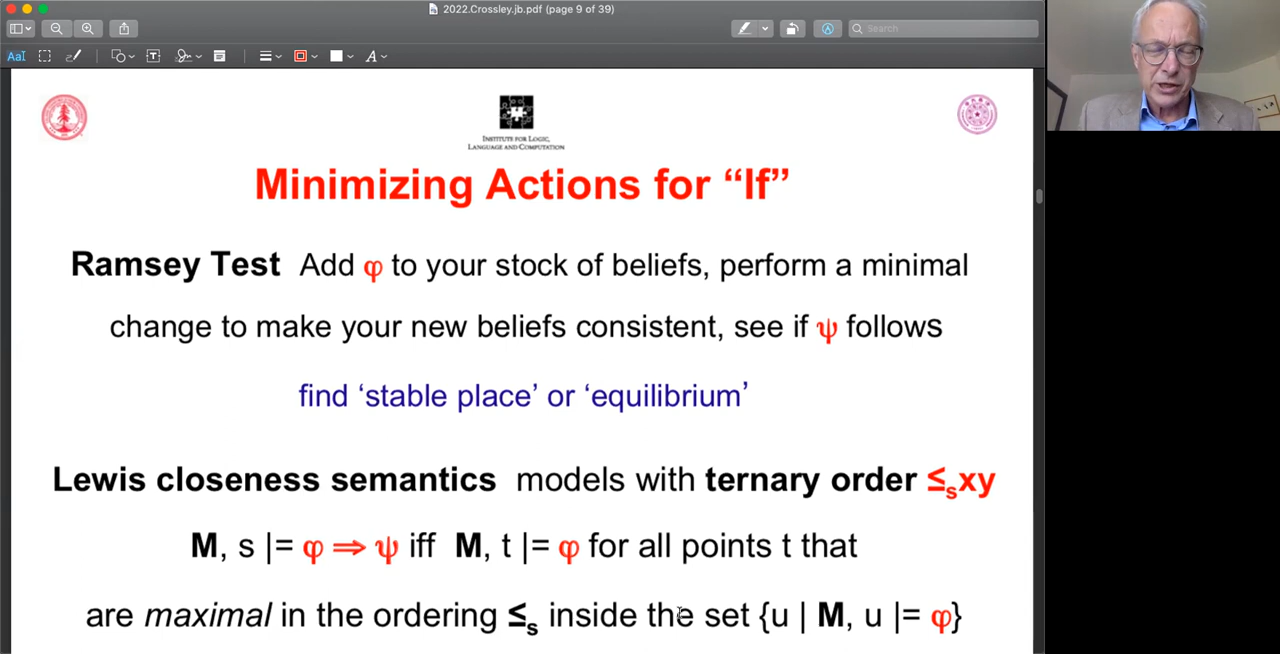 2022.Crossley.jb.pdf (page 9 of 39)
Search
INSTITUTE FOR LOGIC,
LANGUAGE AND COMPUTATION
Minimizing Actions for “If”
Ramsey Test Add φ to your stock of beliefs, perform a minimal
change to make your new beliefs consistent, see if ψ follows
find ‘stable place’ or ‘equilibrium’
Lewis closeness semantics models with ternary order ≤sxy
M, s |= φ ⇒ ψ iff M, t |= φ for all points t that
are maximal in the ordering ≤s inside the set {u | M, u |= φ}